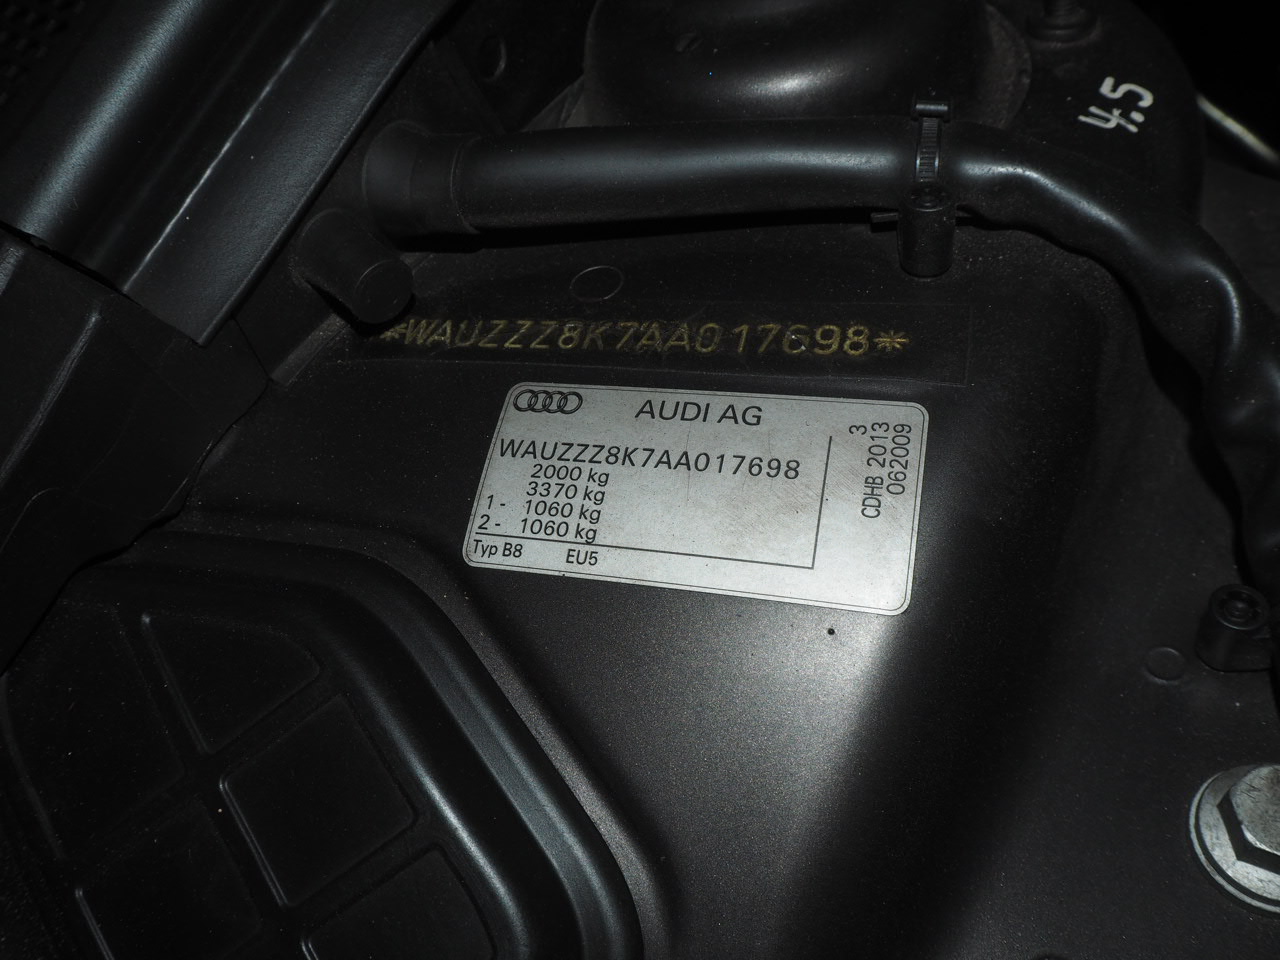 4.5
*WAUZZZ8K7AA017698*
AUDI AG
WAUZZZ8K7AA017698
2000 kg
3370 kg
1 - 1060 kg
2 - 1060 kg
Typ B8 EU5
3
CDHB 2013
062009